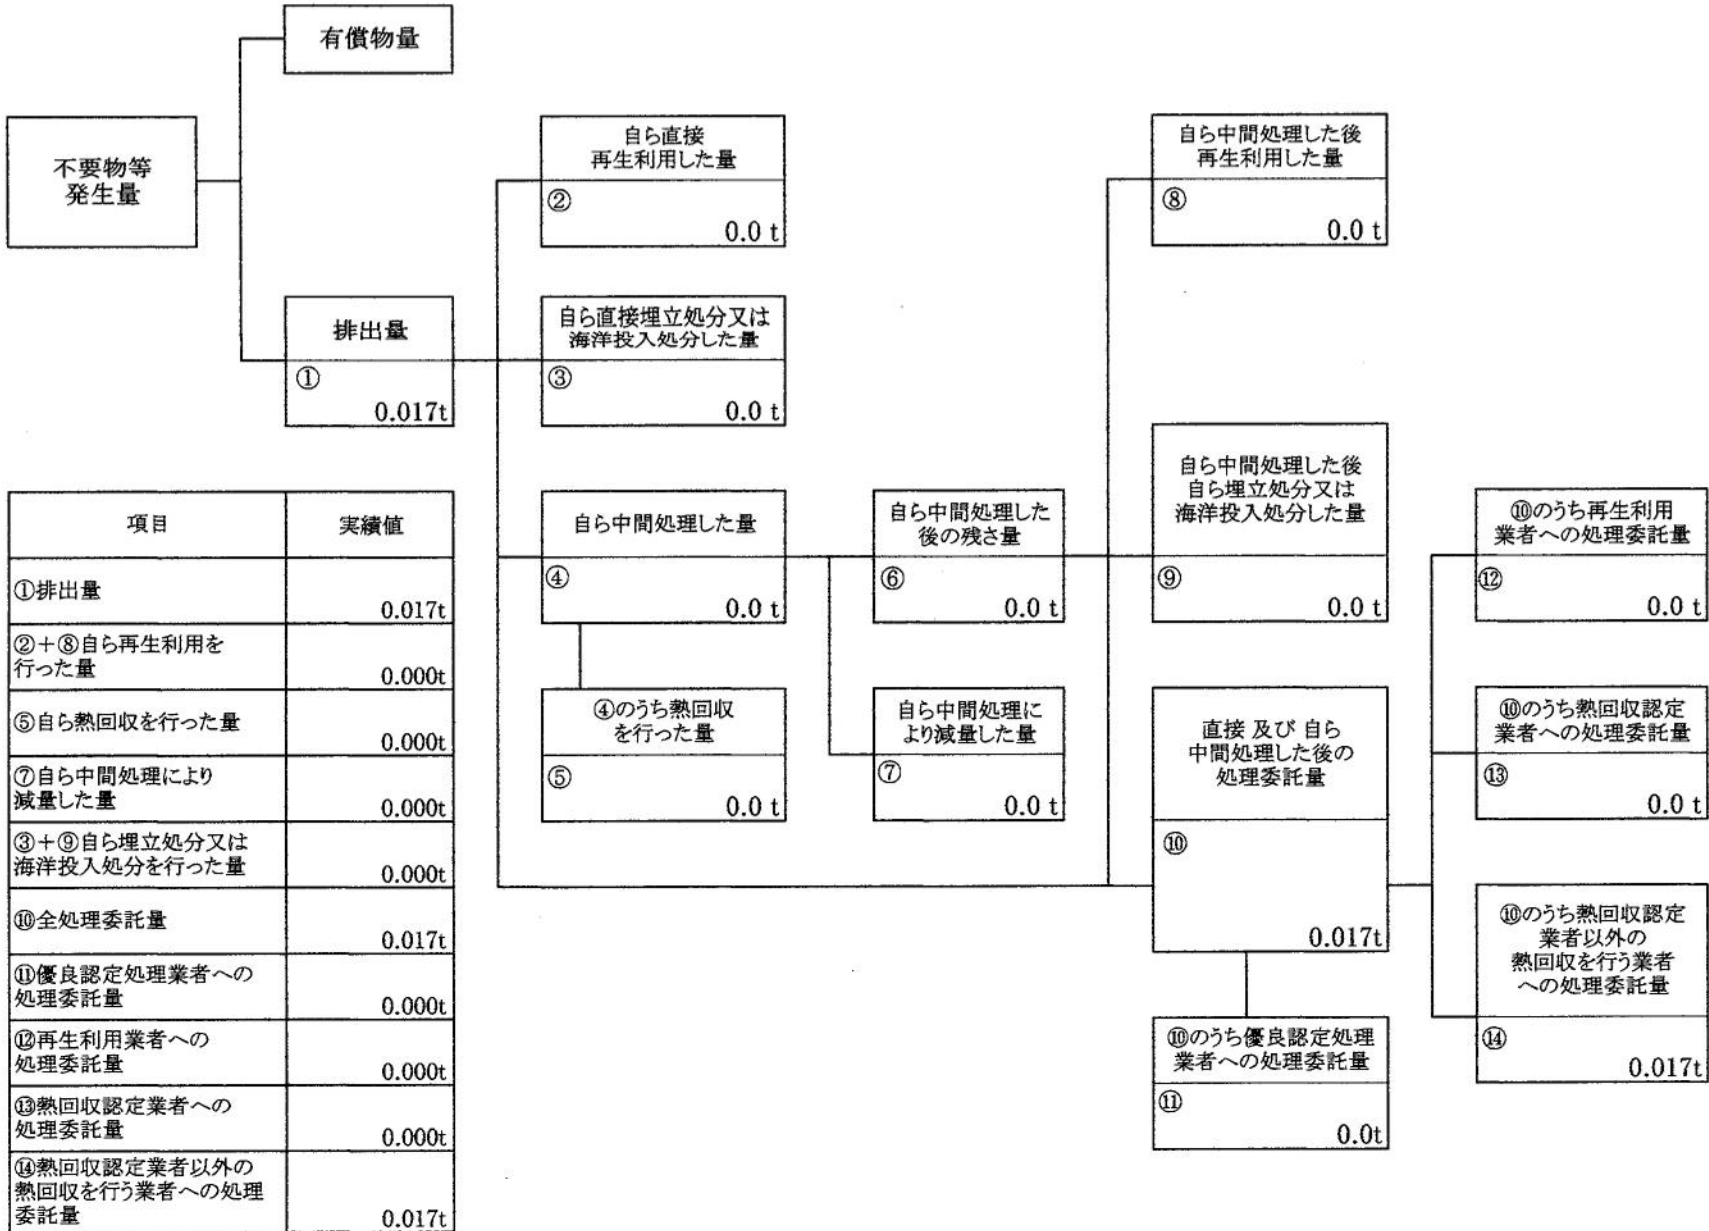 有償物量
不要物等
発生量
自ら直接
再生利用した量
②
0.0 t
自ら中間処理した後
再生利用した量
⑧
0.0 t
排出量
①
0.017t
自ら直接埋立処分又は
海洋投入処分した量
③
0.0 t
自ら中間処理した量
④
0.0 t
自ら中間処理した
後の残さ量
⑥
0.0 t
自ら中間処理した後
自ら埋立処分又は
海洋投入処分した量
⑨
0.0 t
⑩のうち再生利用
業者への処理委託量
⑫
0.0 t
④のうち熱回収
を行った量
⑤
0.0 t
自ら中間処理に
より減量した量
⑦
0.0 t
直接 及び 自ら
中間処理した後の
処理委託量
⑩
0.017t
⑩のうち熱回収認定
業者への処理委託量
⑬
0.0 t
⑩のうち熱回収認定
業者以外の
熱回収を行う業者
への処理委託量
⑭
0.017t
⑩のうち優良認定処理
業者への処理委託量
⑪
0.0t
項目 実績値
①排出量
0.017t
②+⑧自ら再生利用を
行った量
0.000t
⑤自ら熱回収を行った量
0.000t
⑦自ら中間処理により
減量した量
0.000t
③+⑨自ら埋立処分又は
海洋投入処分を行った量
0.000t
⑩全処理委託量
0.017t
⑪優良認定処理業者への
処理委託量
0.000t
⑫再生利用業者への
処理委託量
0.000t
⑬熱回収認定業者への
処理委託量
0.000t
⑭熱回収認定業者以外の
熱回収を行う業者への処理
委託量
0.017t